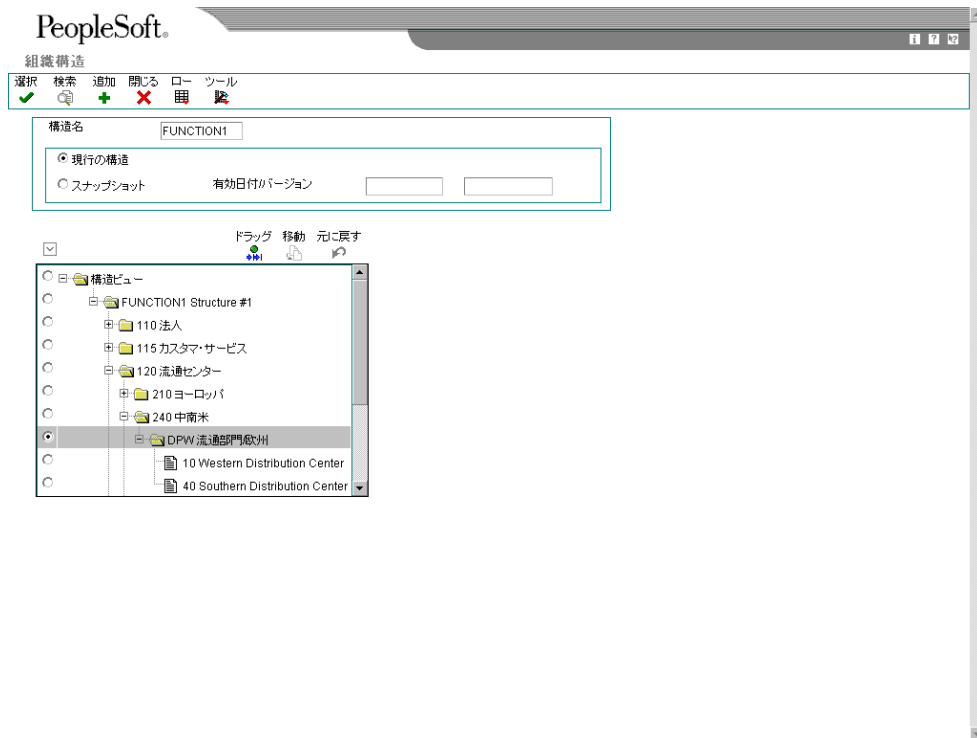 PeopleSoft®
i ? ?
組織構造
選択 検索 追加 閉じる ロー ツール
構造名 FUNCTION1
現行の構造
スナップショット 有効日付/バージョン
ドラッグ 移動 元に戻す
構造ビュー
FUNCTION1 Structure #1
110 法人
115 カスタマ・サービス
120 流通センター
210 ヨーロッパ
240 中南米
DPW 流通部門/欧州
10 Western Distribution Center
40 Southern Distribution Center